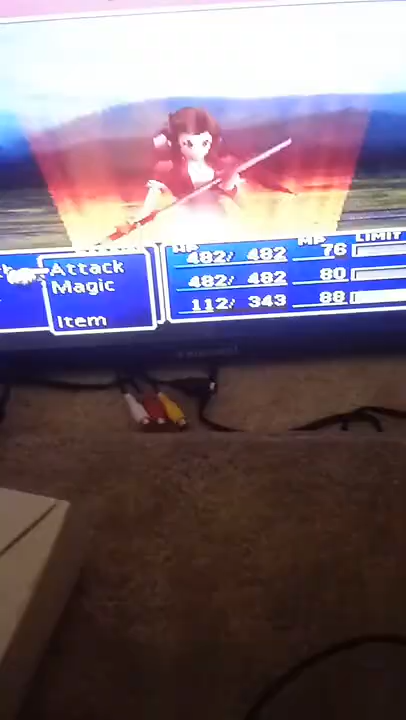 HP MP LIMIT
Attack 482/ 482 76
Magic 482/ 482 80
Item 112/ 343 88